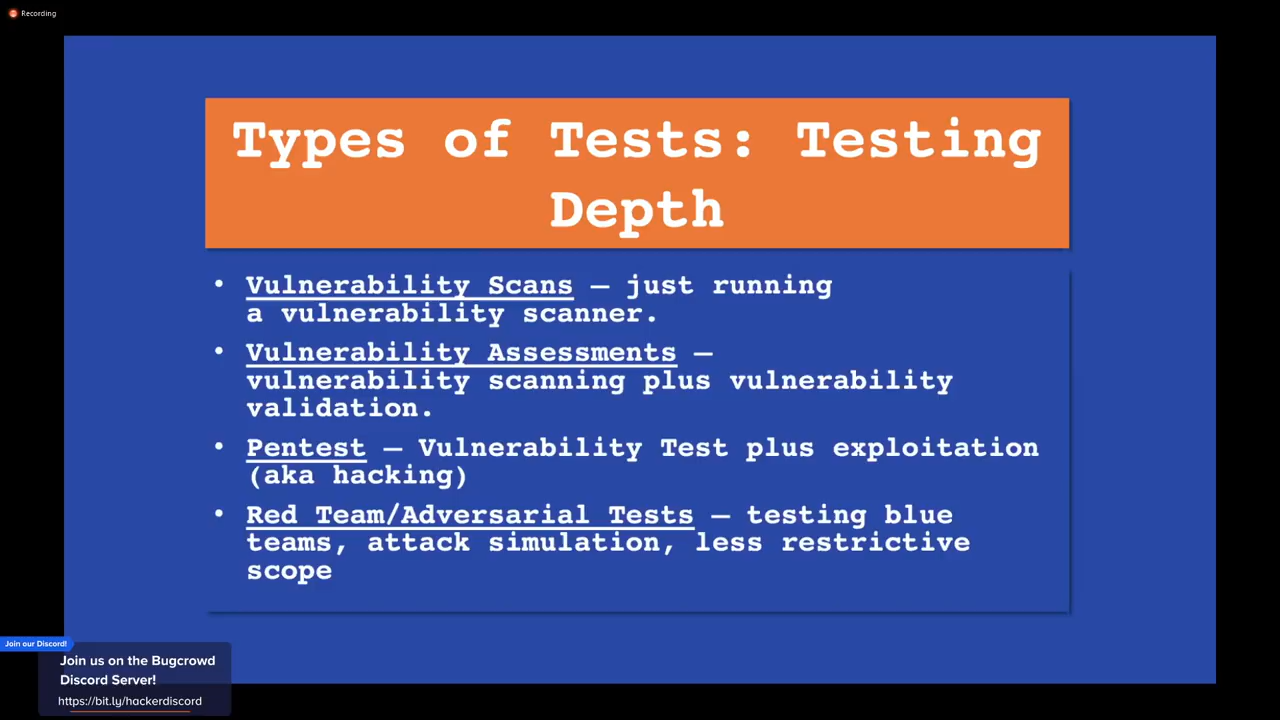 Recording
Types of Tests: Testing
Depth
• Vulnerability Scans – just running
a vulnerability scanner.
• Vulnerability Assessments –
vulnerability scanning plus vulnerability
validation.
• Pentest – Vulnerability Test plus exploitation
(aka hacking)
• Red Team/Adversarial Tests – testing blue
teams, attack simulation, less restrictive
scope
Join our Discord!
Join us on the Bugcrowd
Discord Server!
https://bit.ly/hackerdiscord